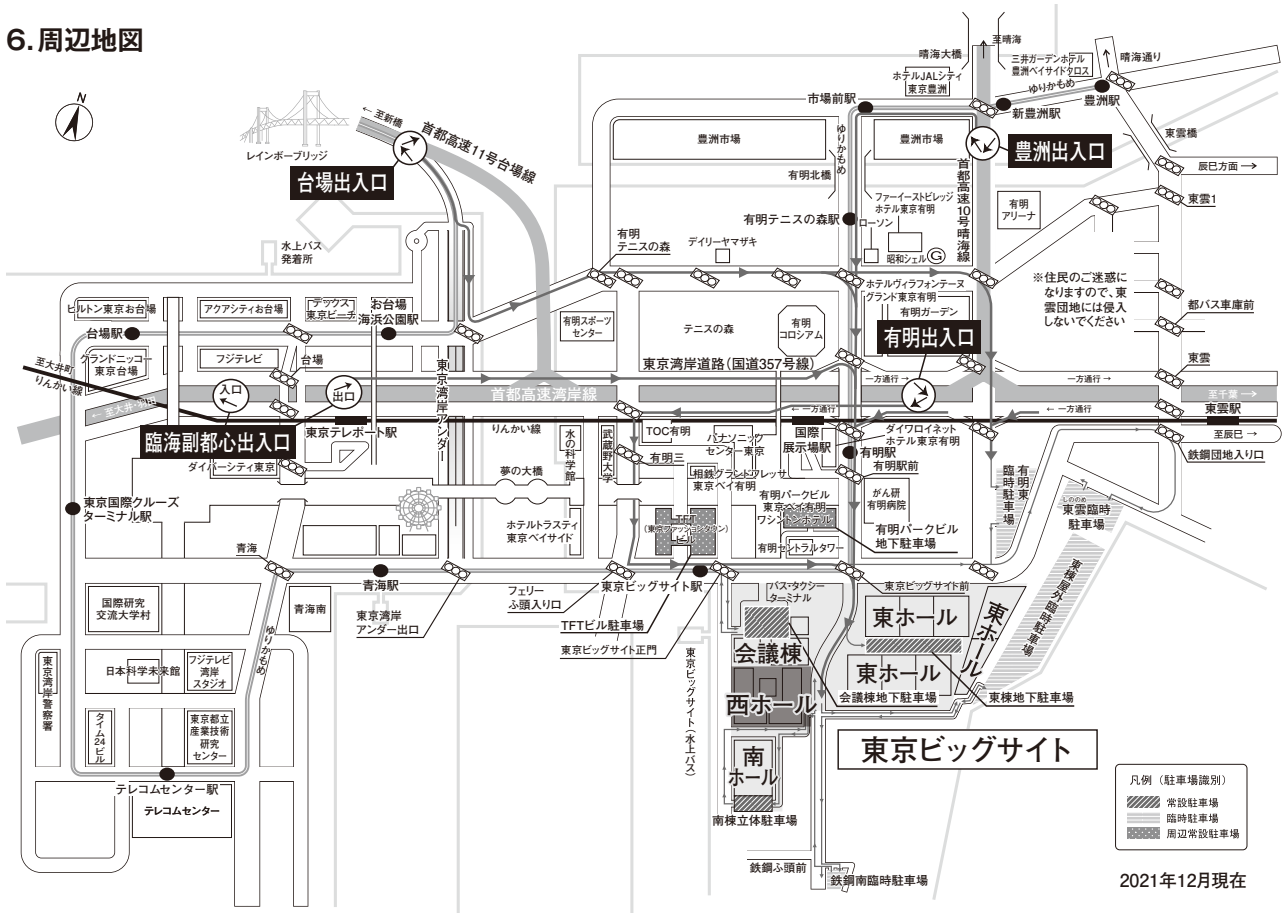 6.周辺地図
N
レインボーブリッジ
← 至新橋
首都高速11号台場線
台場出入口
水上バス
発着所
晴海大橋
至晴海
ホテルJALシティ
東京豊洲
三井ガーデンホテル
豊洲ベイサイドクロス
晴海通り
ゆりかもめ
市場前駅
新豊洲駅
豊洲駅
豊洲市場
ゆりかもめ
豊洲市場
首都高速10号晴海線
豊洲出入口
東雲橋
辰巳方面→
東雲1
有明北橋
有明テニスの森駅
ファーイーストビレッジ
ホテル東京有明
ローソン
昭和シェル
G
有明
アリーナ
有明
テニスの森
デイリーヤマザキ
※住民のご迷惑に
なりますので、東
雲団地には侵入
しないでください
都バス車庫前
東雲
ヒルトン東京お台場
アクアシティお台場
デックス
東京ビーチ
お台場
海浜公園駅
台場駅
グランドニッコー
東京台場
フジテレビ
台場
有明スポーツ
センター
テニスの森
有明
コロシアム
ホテルヴィラフォンテーヌ
グランド東京有明
有明ガーデン
有明出入口
東京湾岸道路(国道357号線)
一方通行→
一方通行→
至大井町
りんかい線
← 至大井・羽田
入口
出口
首都高速湾岸線
至千葉→
臨海副都心出入口
東京テレポート駅
りんかい線
東京湾岸アンダー
TOC有明
← 一方通行
国際
展示場駅
ダイワロイネット
ホテル東京有明
← 一方通行
東雲駅
至辰巳→
鉄鋼団地入り口
ダイバーシティ東京
夢の大橋
水の科学館
武蔵野大学
有明三
パナソニック
センター東京
有明駅
有明駅前
相鉄グランドフレッサ
東京ベイ有明
有明パークビル
東京ベイ有明
ワシントンホテル
がん研
有明病院
有明パークビル
地下駐車場
有明東
臨時駐車場
しののめ
東雲臨時
駐車場
東棟屋外臨時駐車場
東京国際クルーズ
ターミナル駅
ホテルトラスティ
東京ベイサイド
TFT
(東京ファッションタウン)
ビル
有明セントラルタワー
青海
青海駅
フェリー
ふ頭入り口
東京ビッグサイト駅
バス・タクシー
ターミナル
東京ビッグサイト前
国際研究
交流大学村
青海南
東京湾岸
アンダー出口
TFTビル駐車場
東京ビッグサイト正門
東ホール
東ホール
東ホール
会議棟
西ホール
会議棟地下駐車場
東棟地下駐車場
ゆりかもめ
東京湾岸警察署
日本科学未来館
フジテレビ
湾岸
スタジオ
タイム
24ビル
東京都立
産業技術
研究
センター
東京ビッグサイト(水上バス)
南
ホール
南棟立体駐車場
東京ビッグサイト
テレコムセンター駅
テレコムセンター
鉄鋼ふ頭前
鉄鋼南臨時駐車場
凡例(駐車場識別)
常設駐車場
臨時駐車場
周辺常設駐車場
2021年12月現在